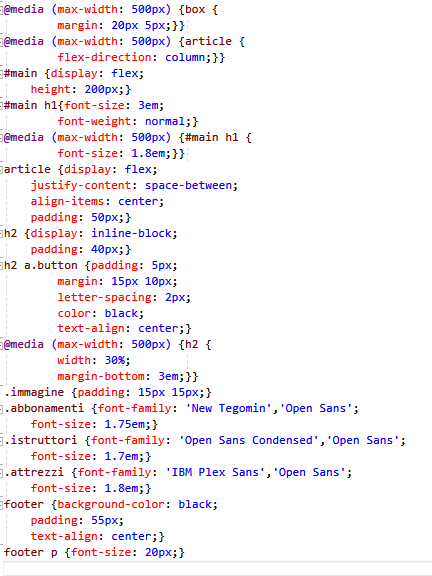 @media (max-width: 500px) {box {
margin: 20px 5px;}}
@media (max-width: 500px) {article {
flex-direction: column;}}
#main {display: flex;
height: 200px;}
#main h1{font-size: 3em;
font-weight: normal;}
@media (max-width: 500px) {#main h1 {
font-size: 1.8em;}}
article {display: flex;
justify-content: space-between;
align-items: center;
padding: 50px;}
h2 {display: inline-block;
padding: 40px;}
h2 a.button {padding: 5px;
margin: 15px 10px;
letter-spacing: 2px;
color: black;
text-align: center;}
@media (max-width: 500px) {h2 {
width: 30%;
margin-bottom: 3em;}}
.immagine {padding: 15px 15px;}
.abbonamenti {font-family: 'New Tegomin','Open Sans';
font-size: 1.75em;}
.istruttori {font-family: 'Open Sans Condensed','Open Sans';
font-size: 1.7em;}
.attrezzi {font-family: 'IBM Plex Sans','Open Sans';
font-size: 1.8em;}
footer {background-color: black;
padding: 55px;
text-align: center;}
footer p {font-size: 20px;}